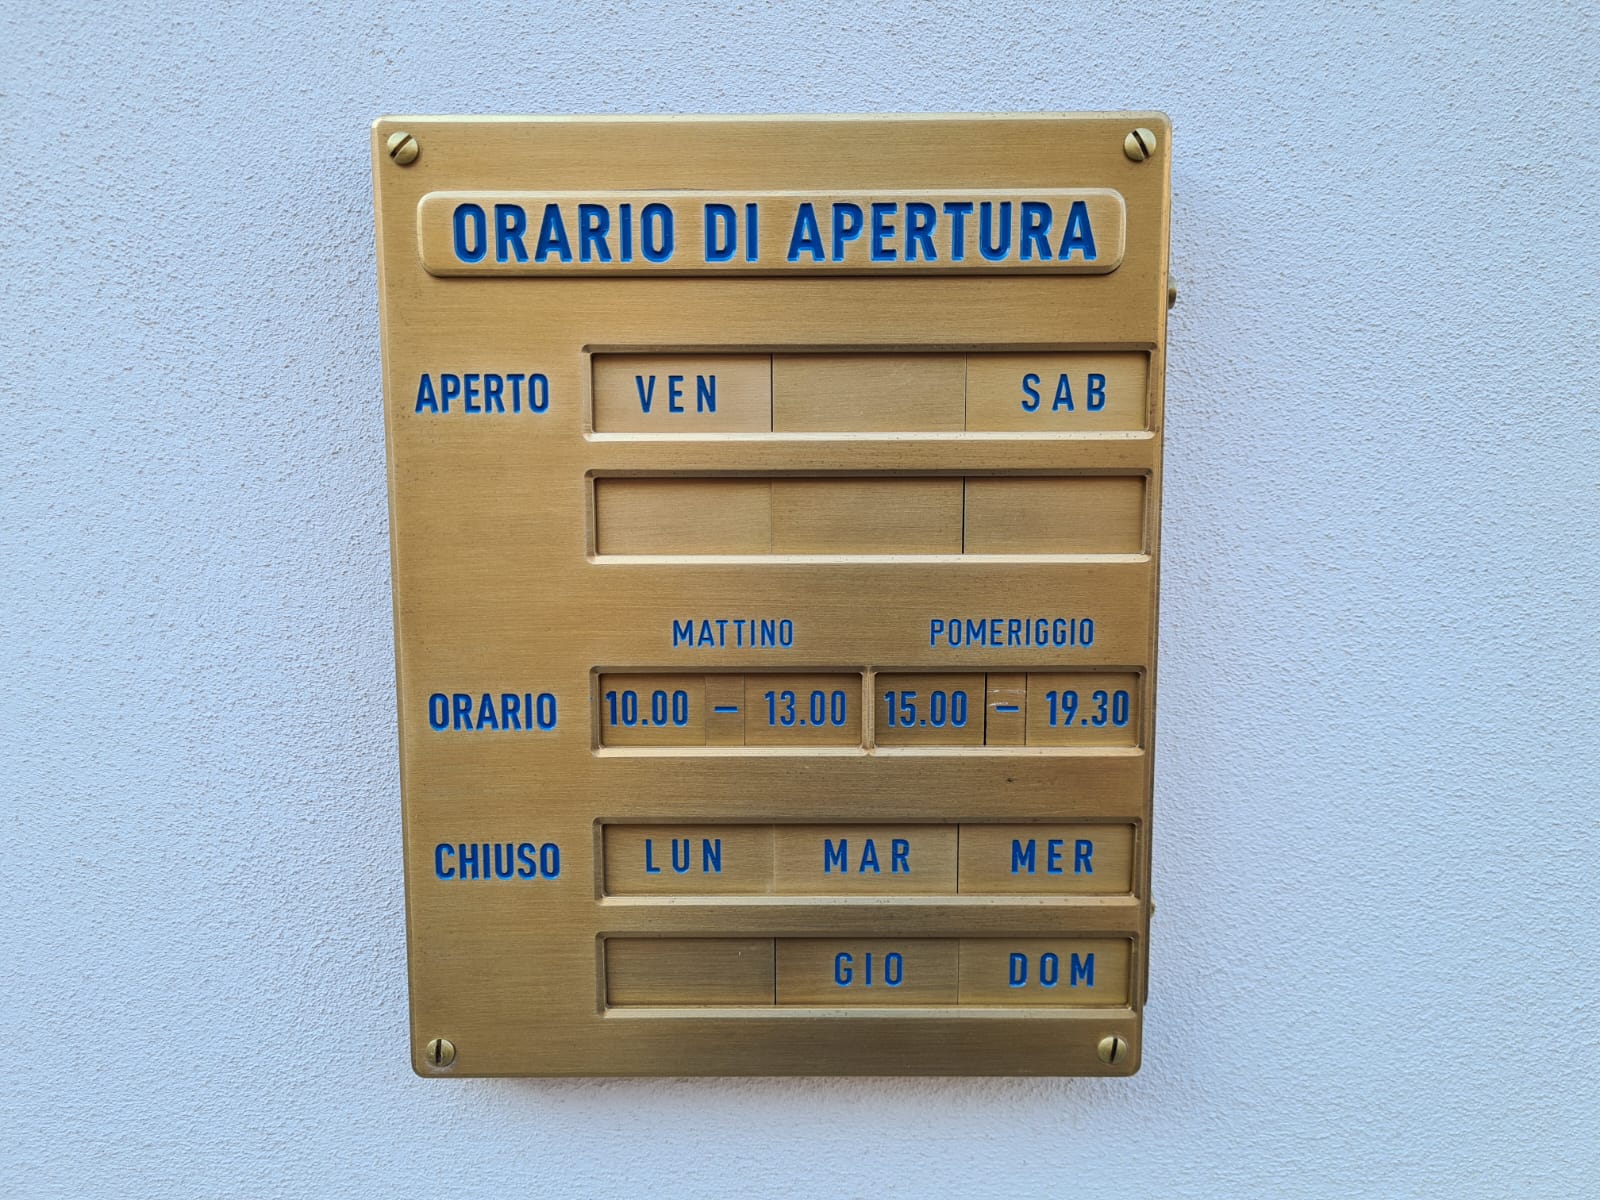 ORARIO DI APERTURA
APERTO VEN SAB
MATTINO POMERIGGIO
ORARIO 10.00 – 13.00 15.00 – 19.30
CHIUSO LUN MAR MER
GIO DOM